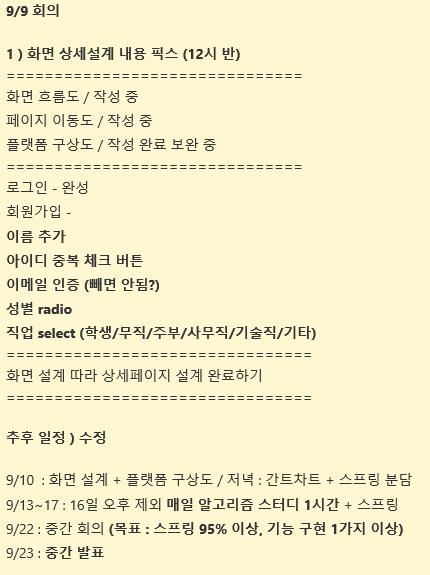 9/9 회의
1 ) 화면 상세설계 내용 픽스 (12시 반)
===============================
화면 흐름도 / 작성 중
페이지 이동도 / 작성 중
플랫폼 구상도 / 작성 완료 보완 중
===============================
로그인 - 완성
회원가입 -
이름 추가
아이디 중복 체크 버튼
이메일 인증 (빼면 안됨?)
성별 radio
직업 select (학생/무직/주부/사무직/기술직/기타)
================================
화면 설계 따라 상세페이지 설계 완료하기
================================
추후 일정 ) 수정
9/10  : 화면 설계 + 플랫폼 구상도 / 저녁 : 간트차트 + 스프링 분담
9/13~17 : 16일 오후 제외 매일 알고리즘 스터디 1시간 + 스프링
9/22 : 중간 회의 (목표 : 스프링 95% 이상, 기능 구현 1가지 이상)
9/23 : 중간 발표